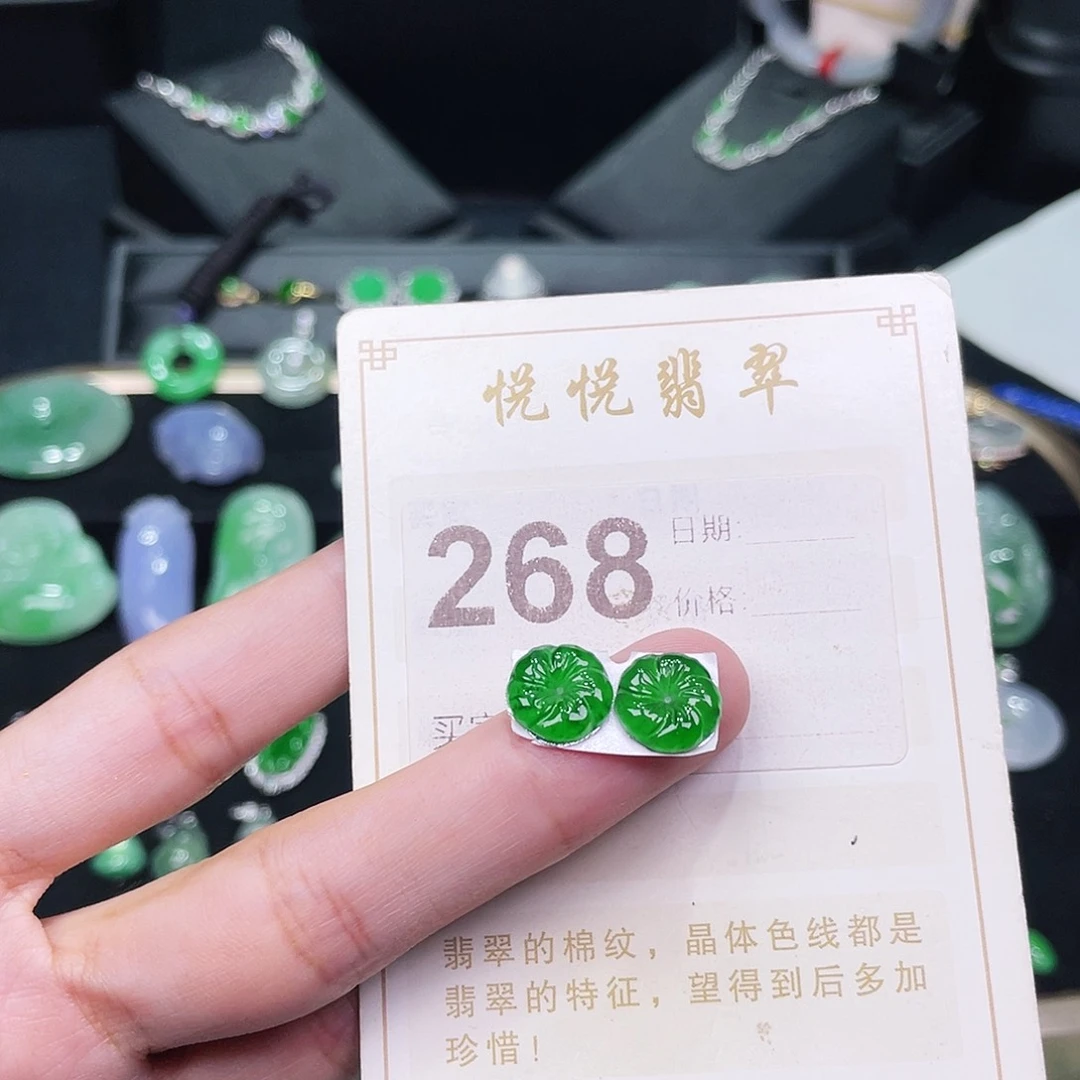 悦悦翡翠
268
日期:
价格:
买
翡翠的棉纹，晶体色线都是
翡翠的特征，望得到后多加
珍惜！